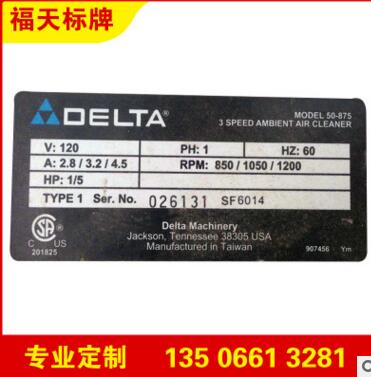 福天标牌
DELTA®
MODEL 50-875
3 SPEED AMBIENT AIR CLEANER
V: 120 PH: 1 HZ: 60
A: 2.8 / 3.2 / 4.5 RPM: 850 / 1050 / 1200
HP: 1/5
TYPE 1 Ser. No. 026131 SF6014
Delta Machinery
Jackson, Tennessee 38305 USA
Manufactured in Taiwan
SA
C US
201825
907456 Ym
专业定制 135 0661 3281